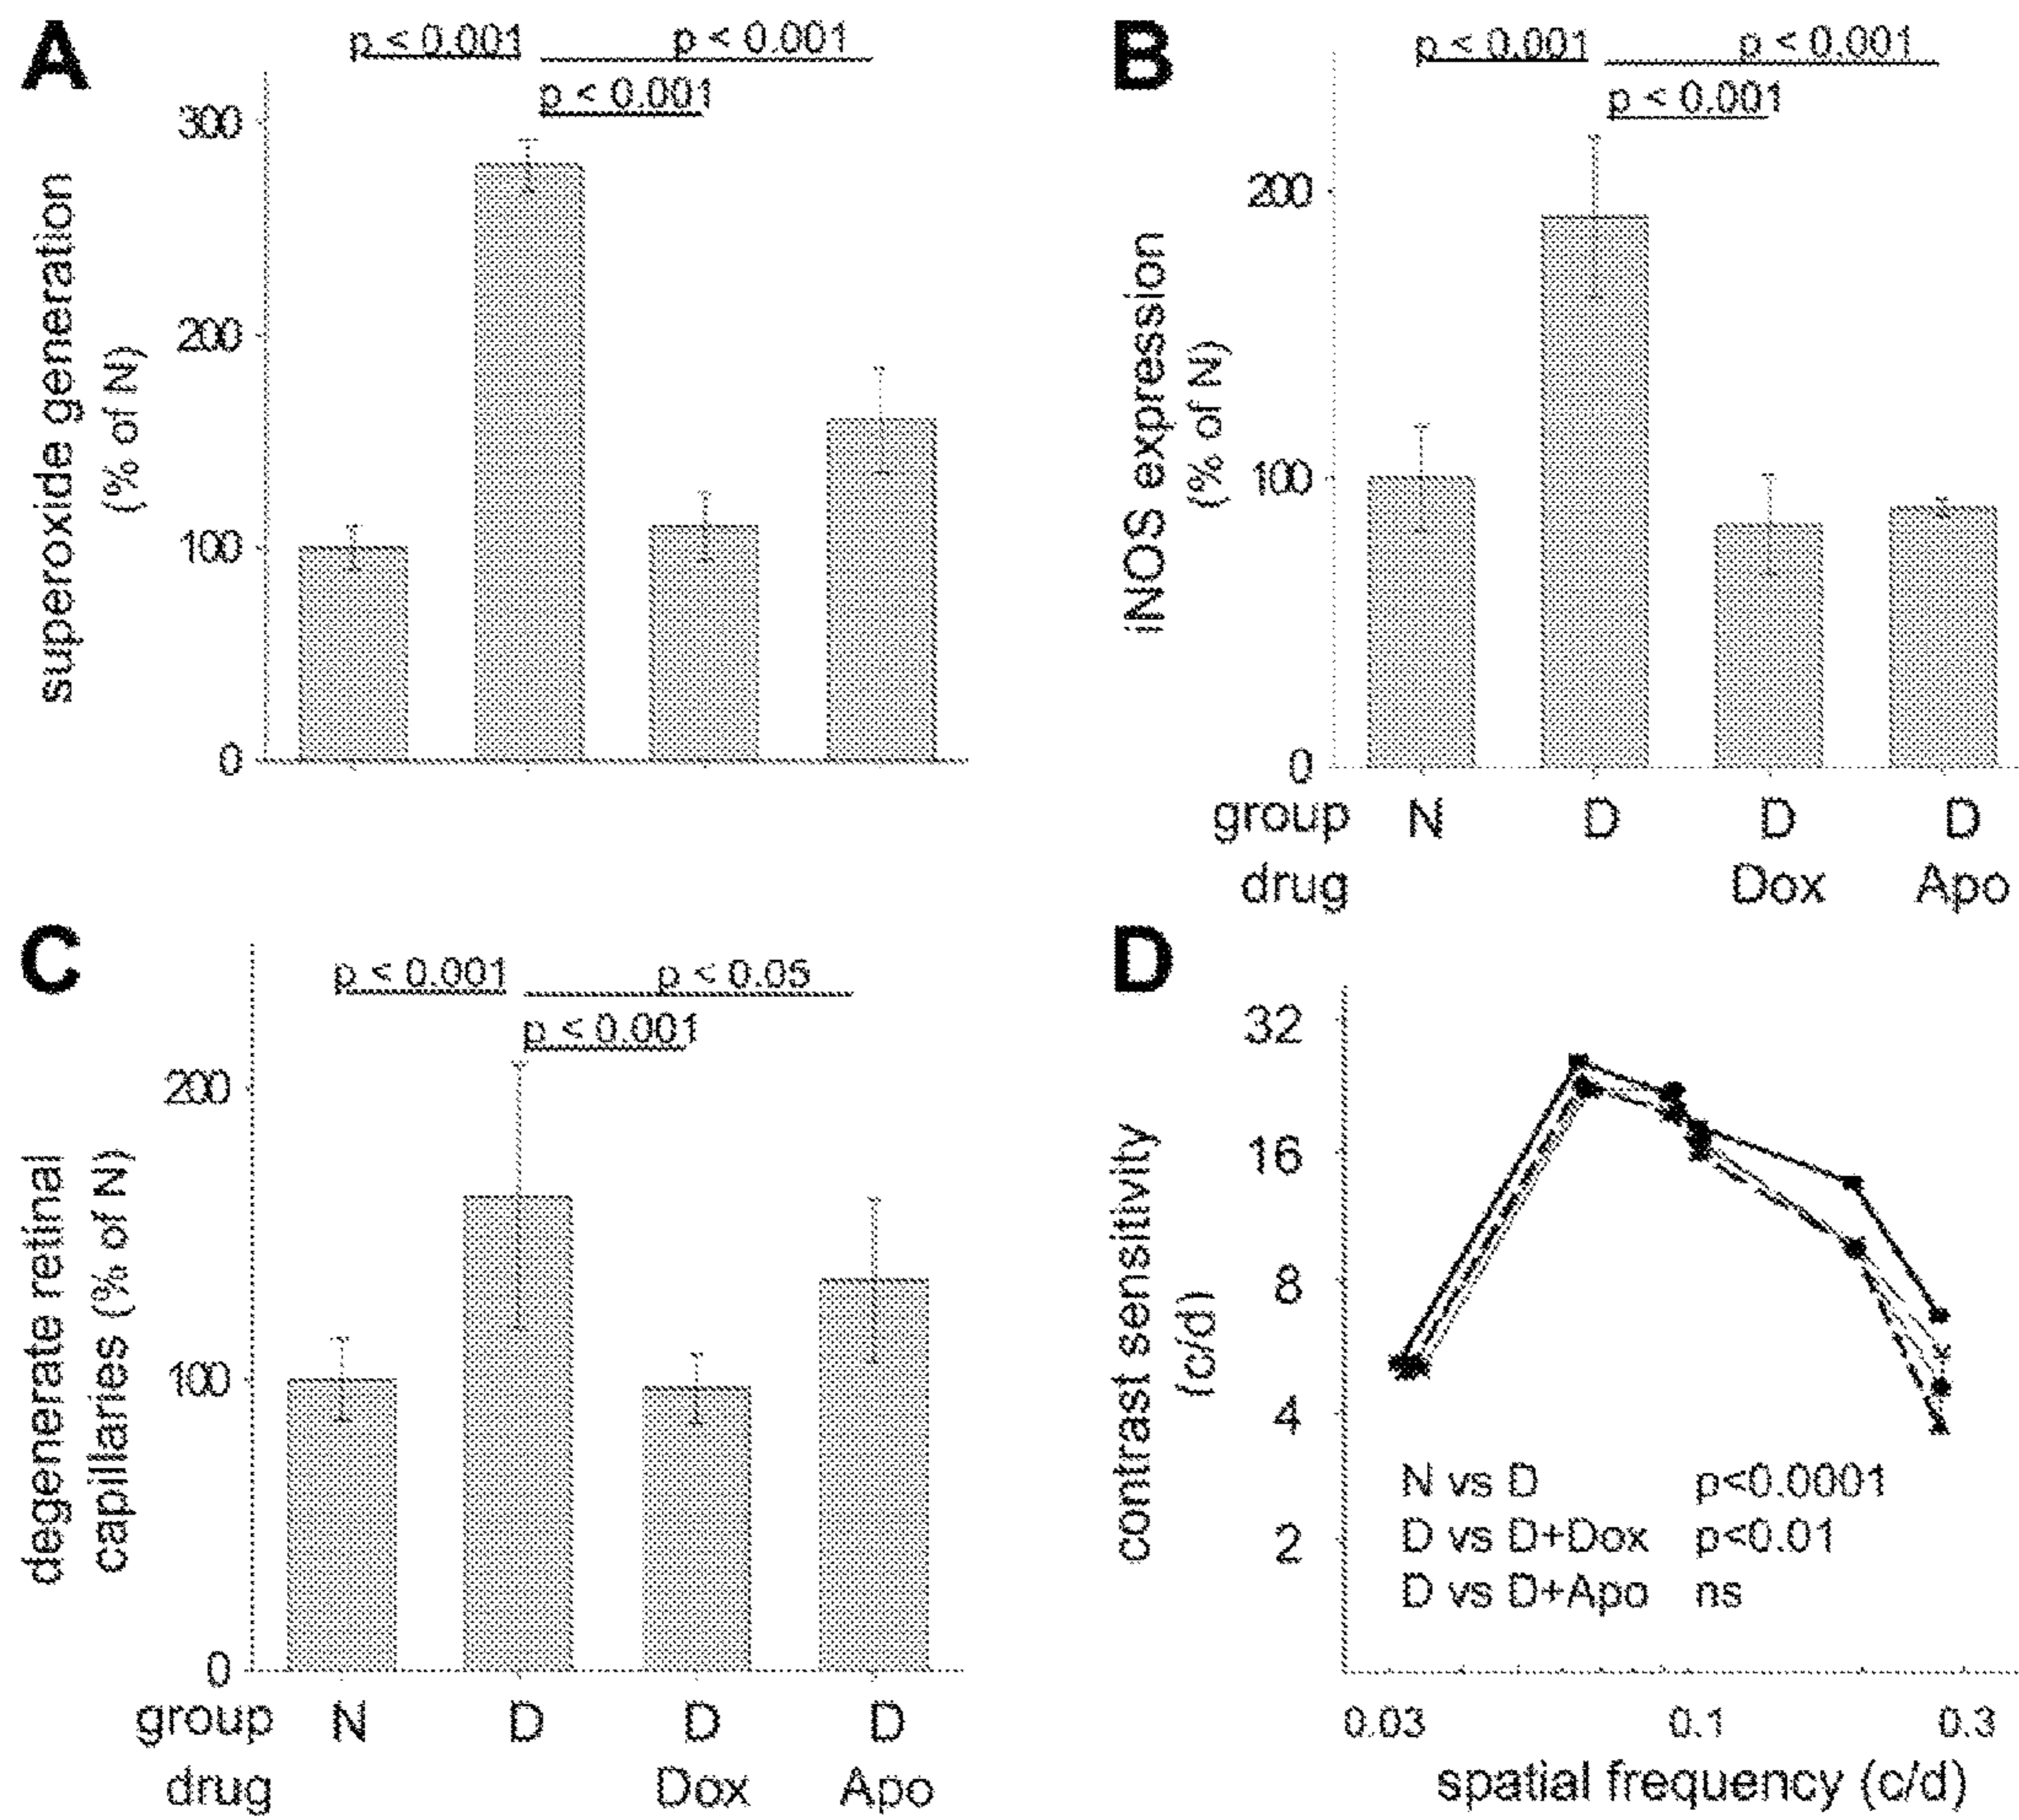 A
p < 0.001
p < 0.001
p < 0.001
300
200
100
0
superoxide generation
(% of N)
B
p < 0.001
p < 0.001
p < 0.001
200
100
0
iNOS expression
(% of N)
group N D D D
drug Dox Apo
C
p < 0.001
p < 0.05
p < 0.001
200
100
0
degenerate retinal
capillaries (% of N)
group N D D D
drug Dox Apo
D
32
16
8
4
2
contrast sensitivity
(c/d)
N vs D p<0.0001
D vs D+Dox p<0.01
D vs D+Apo ns
0.03 0.1 0.3
spatial frequency (c/d)